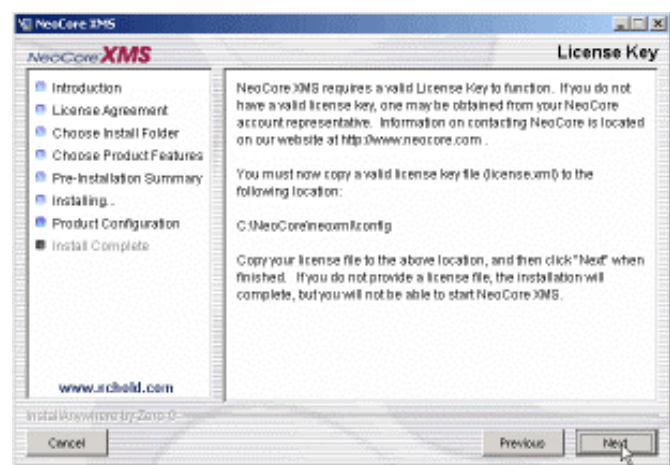 NeoCore XMS
NeoCore XMS
License Key
Introduction
License Agreement
Choose Install Folder
Choose Product Features
Pre-Installation Summary
Installing...
Product Configuration
Install Complete
www.rchold.com
NeoCore XMS requires a valid License Key to function. If you do not
have a valid license key, one may be obtained from your NeoCore
account representative. Information on contacting NeoCore is located
on our website at http://www.neocore.com .
You must now copy a valid license key file (license.xml) to the
following location:
C:\NeoCore\neoxml\config
Copy your license file to the above location, and then click "Next" when
finished. If you do not provide a license file, the installation will
complete, but you will not be able to start NeoCore XMS.
InstallAnywhere by Zero G
Cancel
Previous
Next